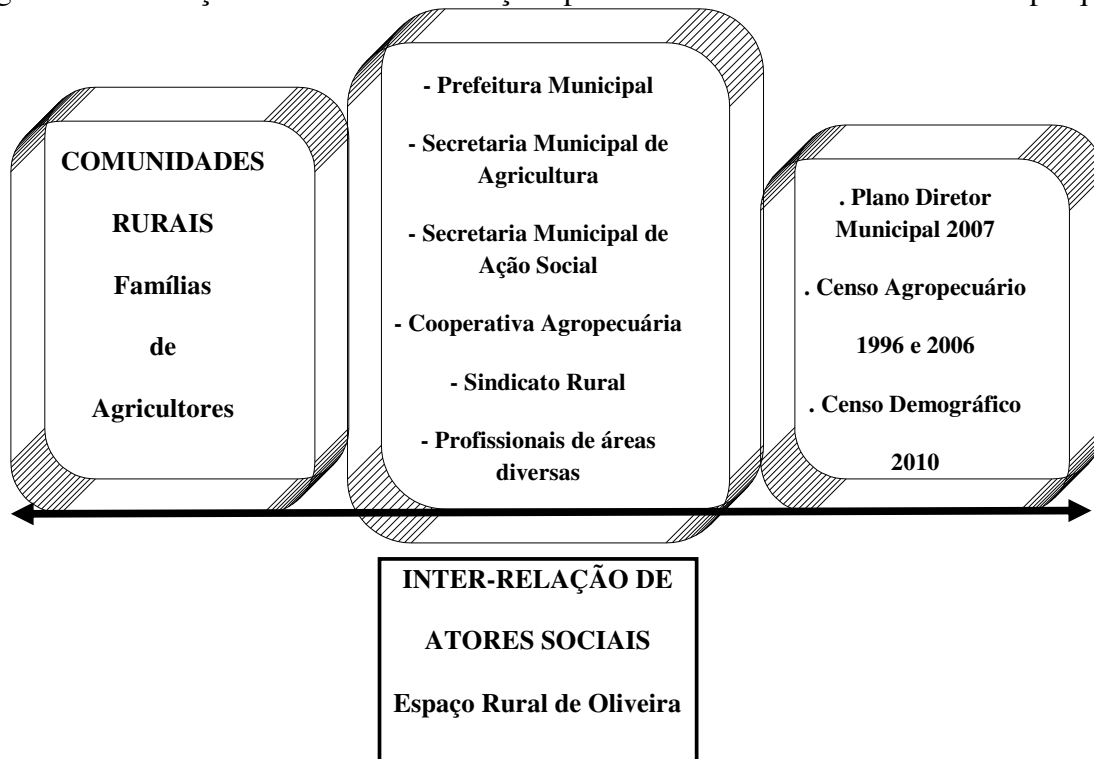 COMUNIDADES
RURAIS
Famílias
de
Agricultores
- Prefeitura Municipal
- Secretaria Municipal de
Agricultura
- Secretaria Municipal de
Ação Social
- Cooperativa Agropecuária
- Sindicato Rural
- Profissionais de áreas
diversas
. Plano Diretor
Municipal 2007
. Censo Agropecuário
1996 e 2006
. Censo Demográfico
2010
INTER-RELAÇÃO DE
ATORES SOCIAIS
Espaço Rural de Oliveira